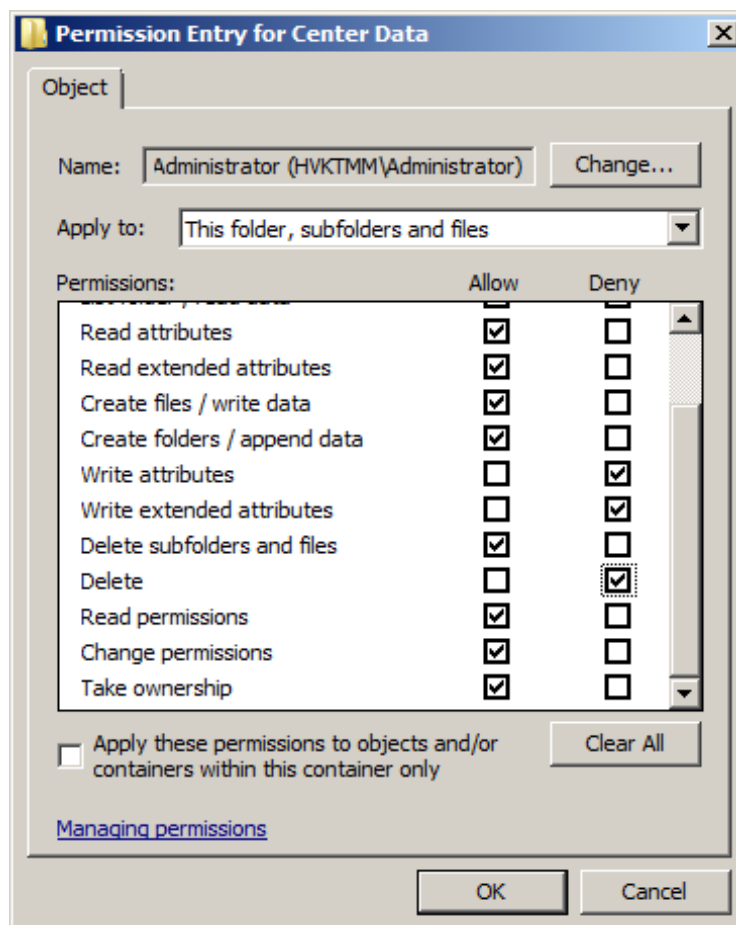 Permission Entry for Center Data
Object
Name: Administrator (HVKTMM\Administrator) Change...
Apply to: This folder, subfolders and files
Permissions: Allow Deny
Read attributes
Read extended attributes
Create files / write data
Create folders / append data
Write attributes
Write extended attributes
Delete subfolders and files
Delete
Read permissions
Change permissions
Take ownership
Apply these permissions to objects and/or
containers within this container only
Clear All
Managing permissions
OK Cancel